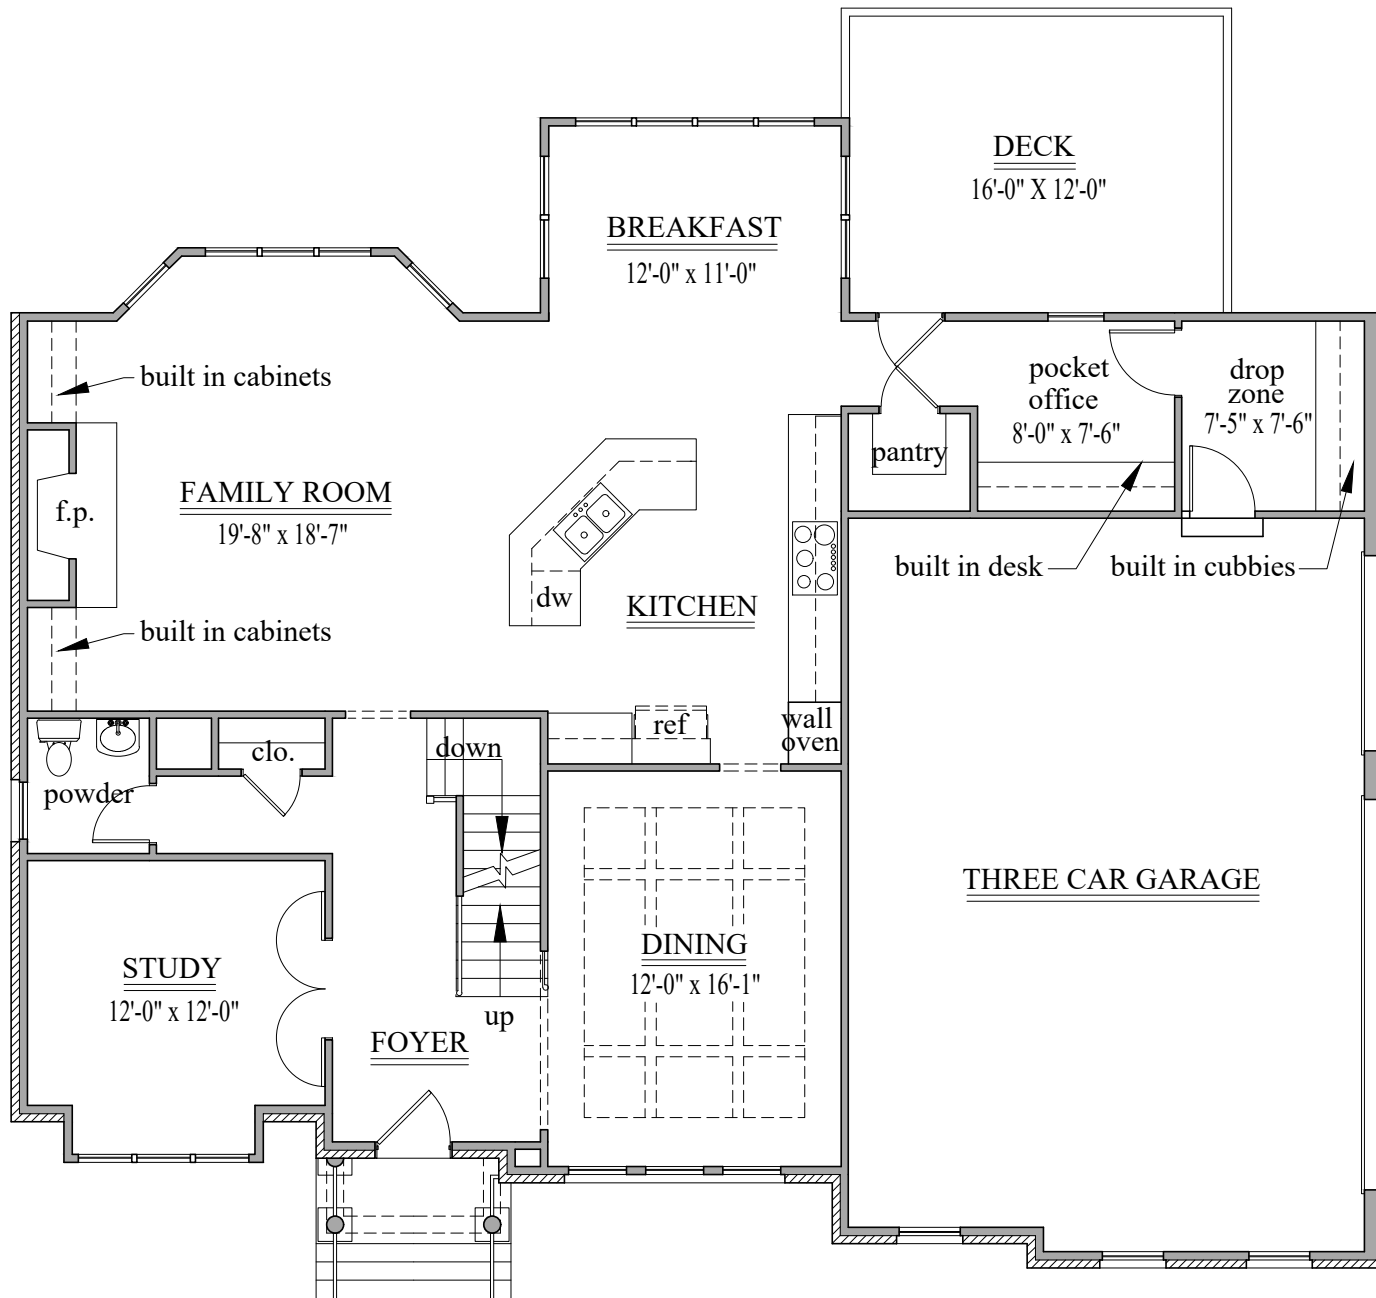 DECK
16'-0" X 12'-0"
BREAKFAST
12'-0" x 11'-0"
built in cabinets
pocket
office
8'-0" x 7'-6"
drop
zone
7'-5" x 7'-6"
pantry
FAMILY ROOM
19'-8" x 18'-7"
f.p.
built in desk
built in cubbies
dw
KITCHEN
built in cabinets
ref
wall
oven
clo.
down
powder
THREE CAR GARAGE
DINING
12'-0" x 16'-1"
STUDY
12'-0" x 12'-0"
up
FOYER